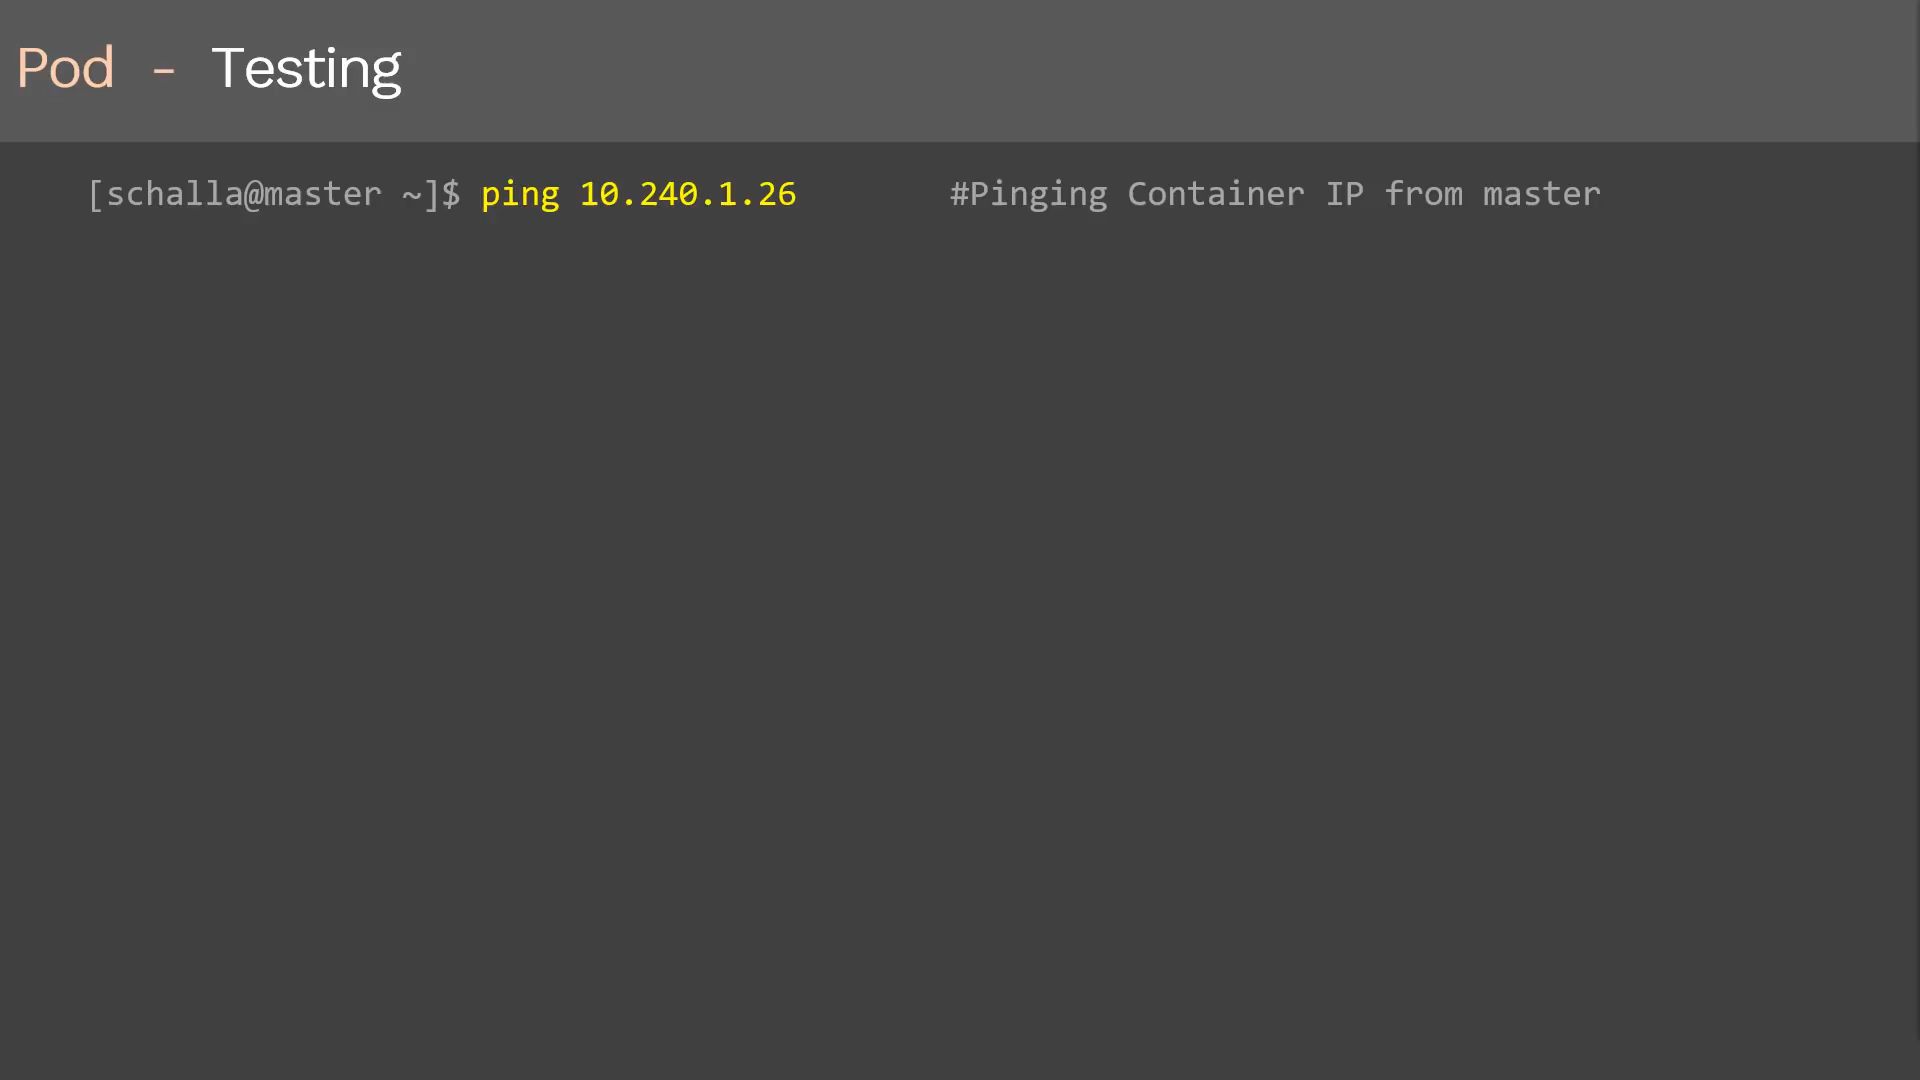 Pod - Testing
[schalla@master ~]$ ping 10.240.1.26 #Pinging Container IP from master